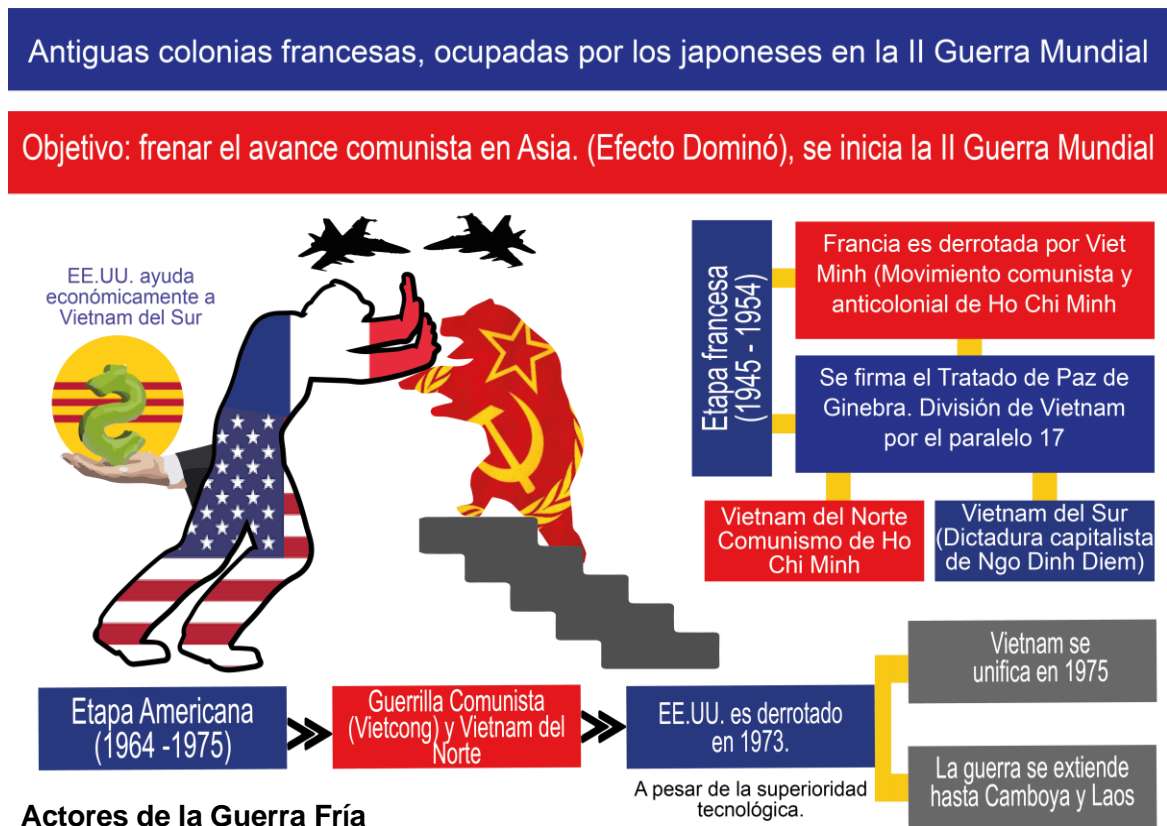 Antiguas colonias francesas, ocupadas por los japoneses en la II Guerra Mundial
Objetivo: frenar el avance comunista en Asia. (Efecto Dominó), se inicia la II Guerra Mundial
EE.UU. ayuda
económicamente a
Vietnam del Sur
Etapa francesa
(1945 - 1954)
Francia es derrotada por Viet
Minh (Movimiento comunista y
anticolonial de Ho Chi Minh
Se firma el Tratado de Paz de
Ginebra. División de Vietnam
por el paralelo 17
Vietnam del Norte
Comunismo de Ho
Chi Minh
Vietnam del Sur
(Dictadura capitalista
de Ngo Dinh Diem)
Etapa Americana
(1964 -1975)
Guerrilla Comunista
(Vietcong) y Vietnam del
Norte
EE.UU. es derrotado
en 1973.
A pesar de la superioridad
tecnológica.
Vietnam se
unifica en 1975
La guerra se extiende
hasta Camboya y Laos
Actores de la Guerra Fría